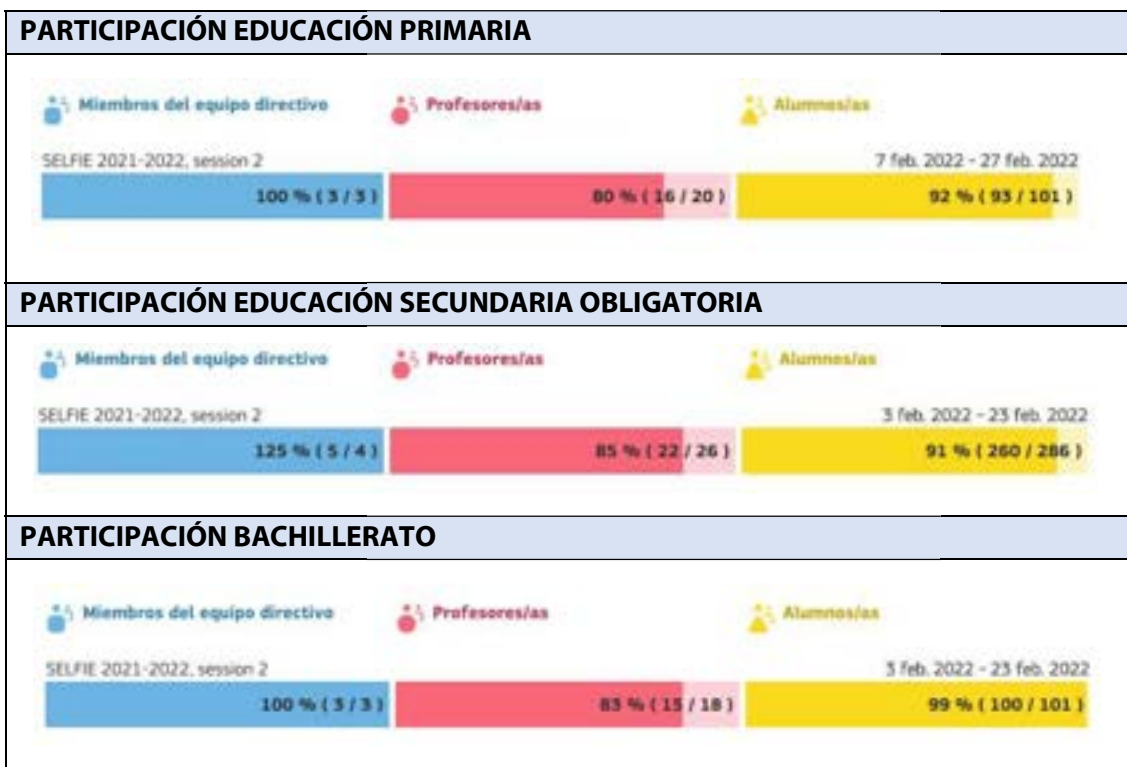 PARTICIPACIÓN EDUCACIÓN PRIMARIA
Miembros del equipo directivo Profesores/as Alumnos/as
SELFIE 2021-2022, session 2 7 feb. 2022 - 27 feb. 2022
100 % ( 3 / 3 ) 80 % ( 16 / 20 ) 92 % ( 93 / 101 )
PARTICIPACIÓN EDUCACIÓN SECUNDARIA OBLIGATORIA
Miembros del equipo directivo Profesores/as Alumnos/as
SELFIE 2021-2022, session 2 3 feb. 2022 - 23 feb. 2022
125 % ( 5 / 4 ) 85 % ( 22 / 26 ) 91 % ( 260 / 286 )
PARTICIPACIÓN BACHILLERATO
Miembros del equipo directivo Profesores/as Alumnos/as
SELFIE 2021-2022, session 2 3 feb. 2022 - 23 feb. 2022
100 % ( 3 / 3 ) 83 % ( 15 / 18 ) 99 % ( 100 / 101 )